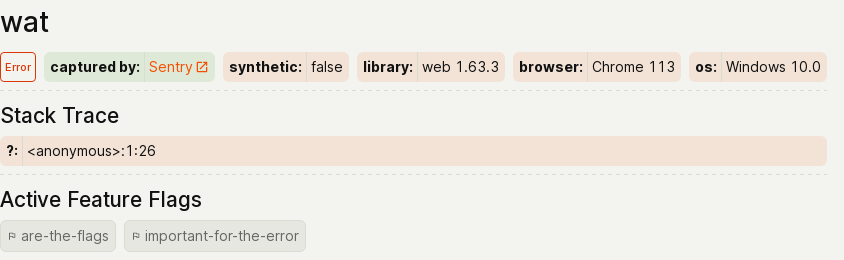 wat
Error captured by: Sentry synthetic: false library: web 1.63.3 browser: Chrome 113 os: Windows 10.0
Stack Trace
?: <anonymous>:1:26
Active Feature Flags
are-the-flags important-for-the-error